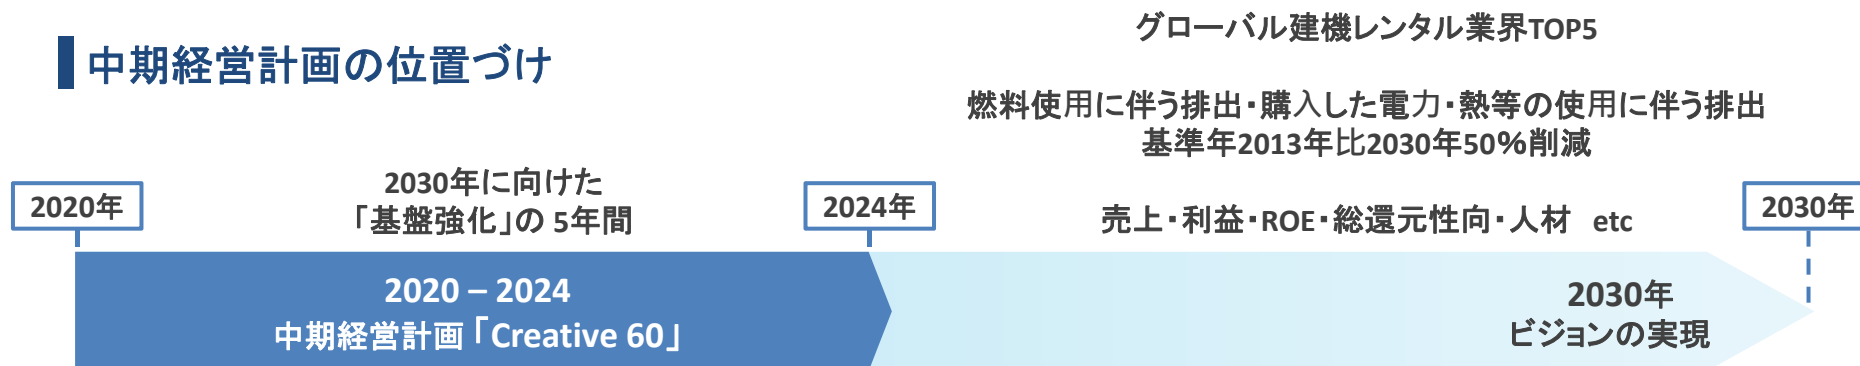 中期経営計画の位置づけ
グローバル建機レンタル業界TOP5
燃料使用に伴う排出・購入した電力・熱等の使用に伴う排出
基準年2013年比2030年50%削減
2020年
2030年に向けた
「基盤強化」の 5年間
2024年
売上・利益・ROE・総還元性向・人材 etc
2030年
2020 – 2024
中期経営計画「Creative 60」
2030年
ビジョンの実現